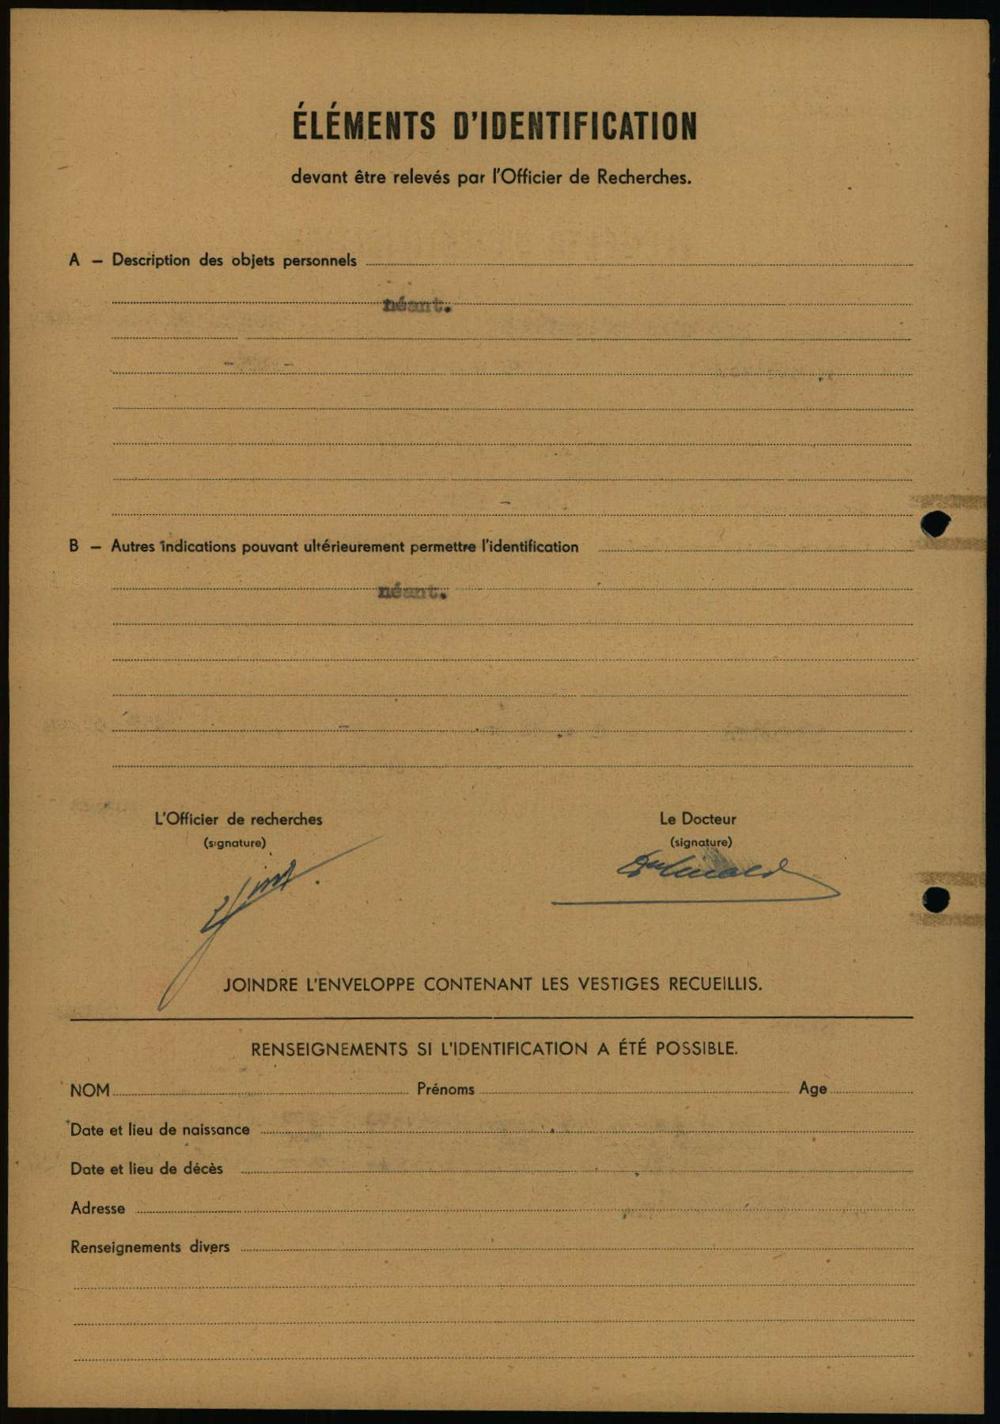 ÉLÉMENTS D'IDENTIFICATION
devant être relevés par l'Officier de Recherches.
A — Description des objets personnels
néant.
B — Autres indications pouvant ultérieurement permettre l'identification
néant.
L'Officier de recherches
(signature)
Le Docteur
(signature)
JOINDRE L'ENVELOPPE CONTENANT LES VESTIGES RECUEILLIS.
RENSEIGNEMENTS SI L'IDENTIFICATION A ÉTÉ POSSIBLE.
NOM Prénoms Age
Date et lieu de naissance
Date et lieu de décès
Adresse
Renseignements divers